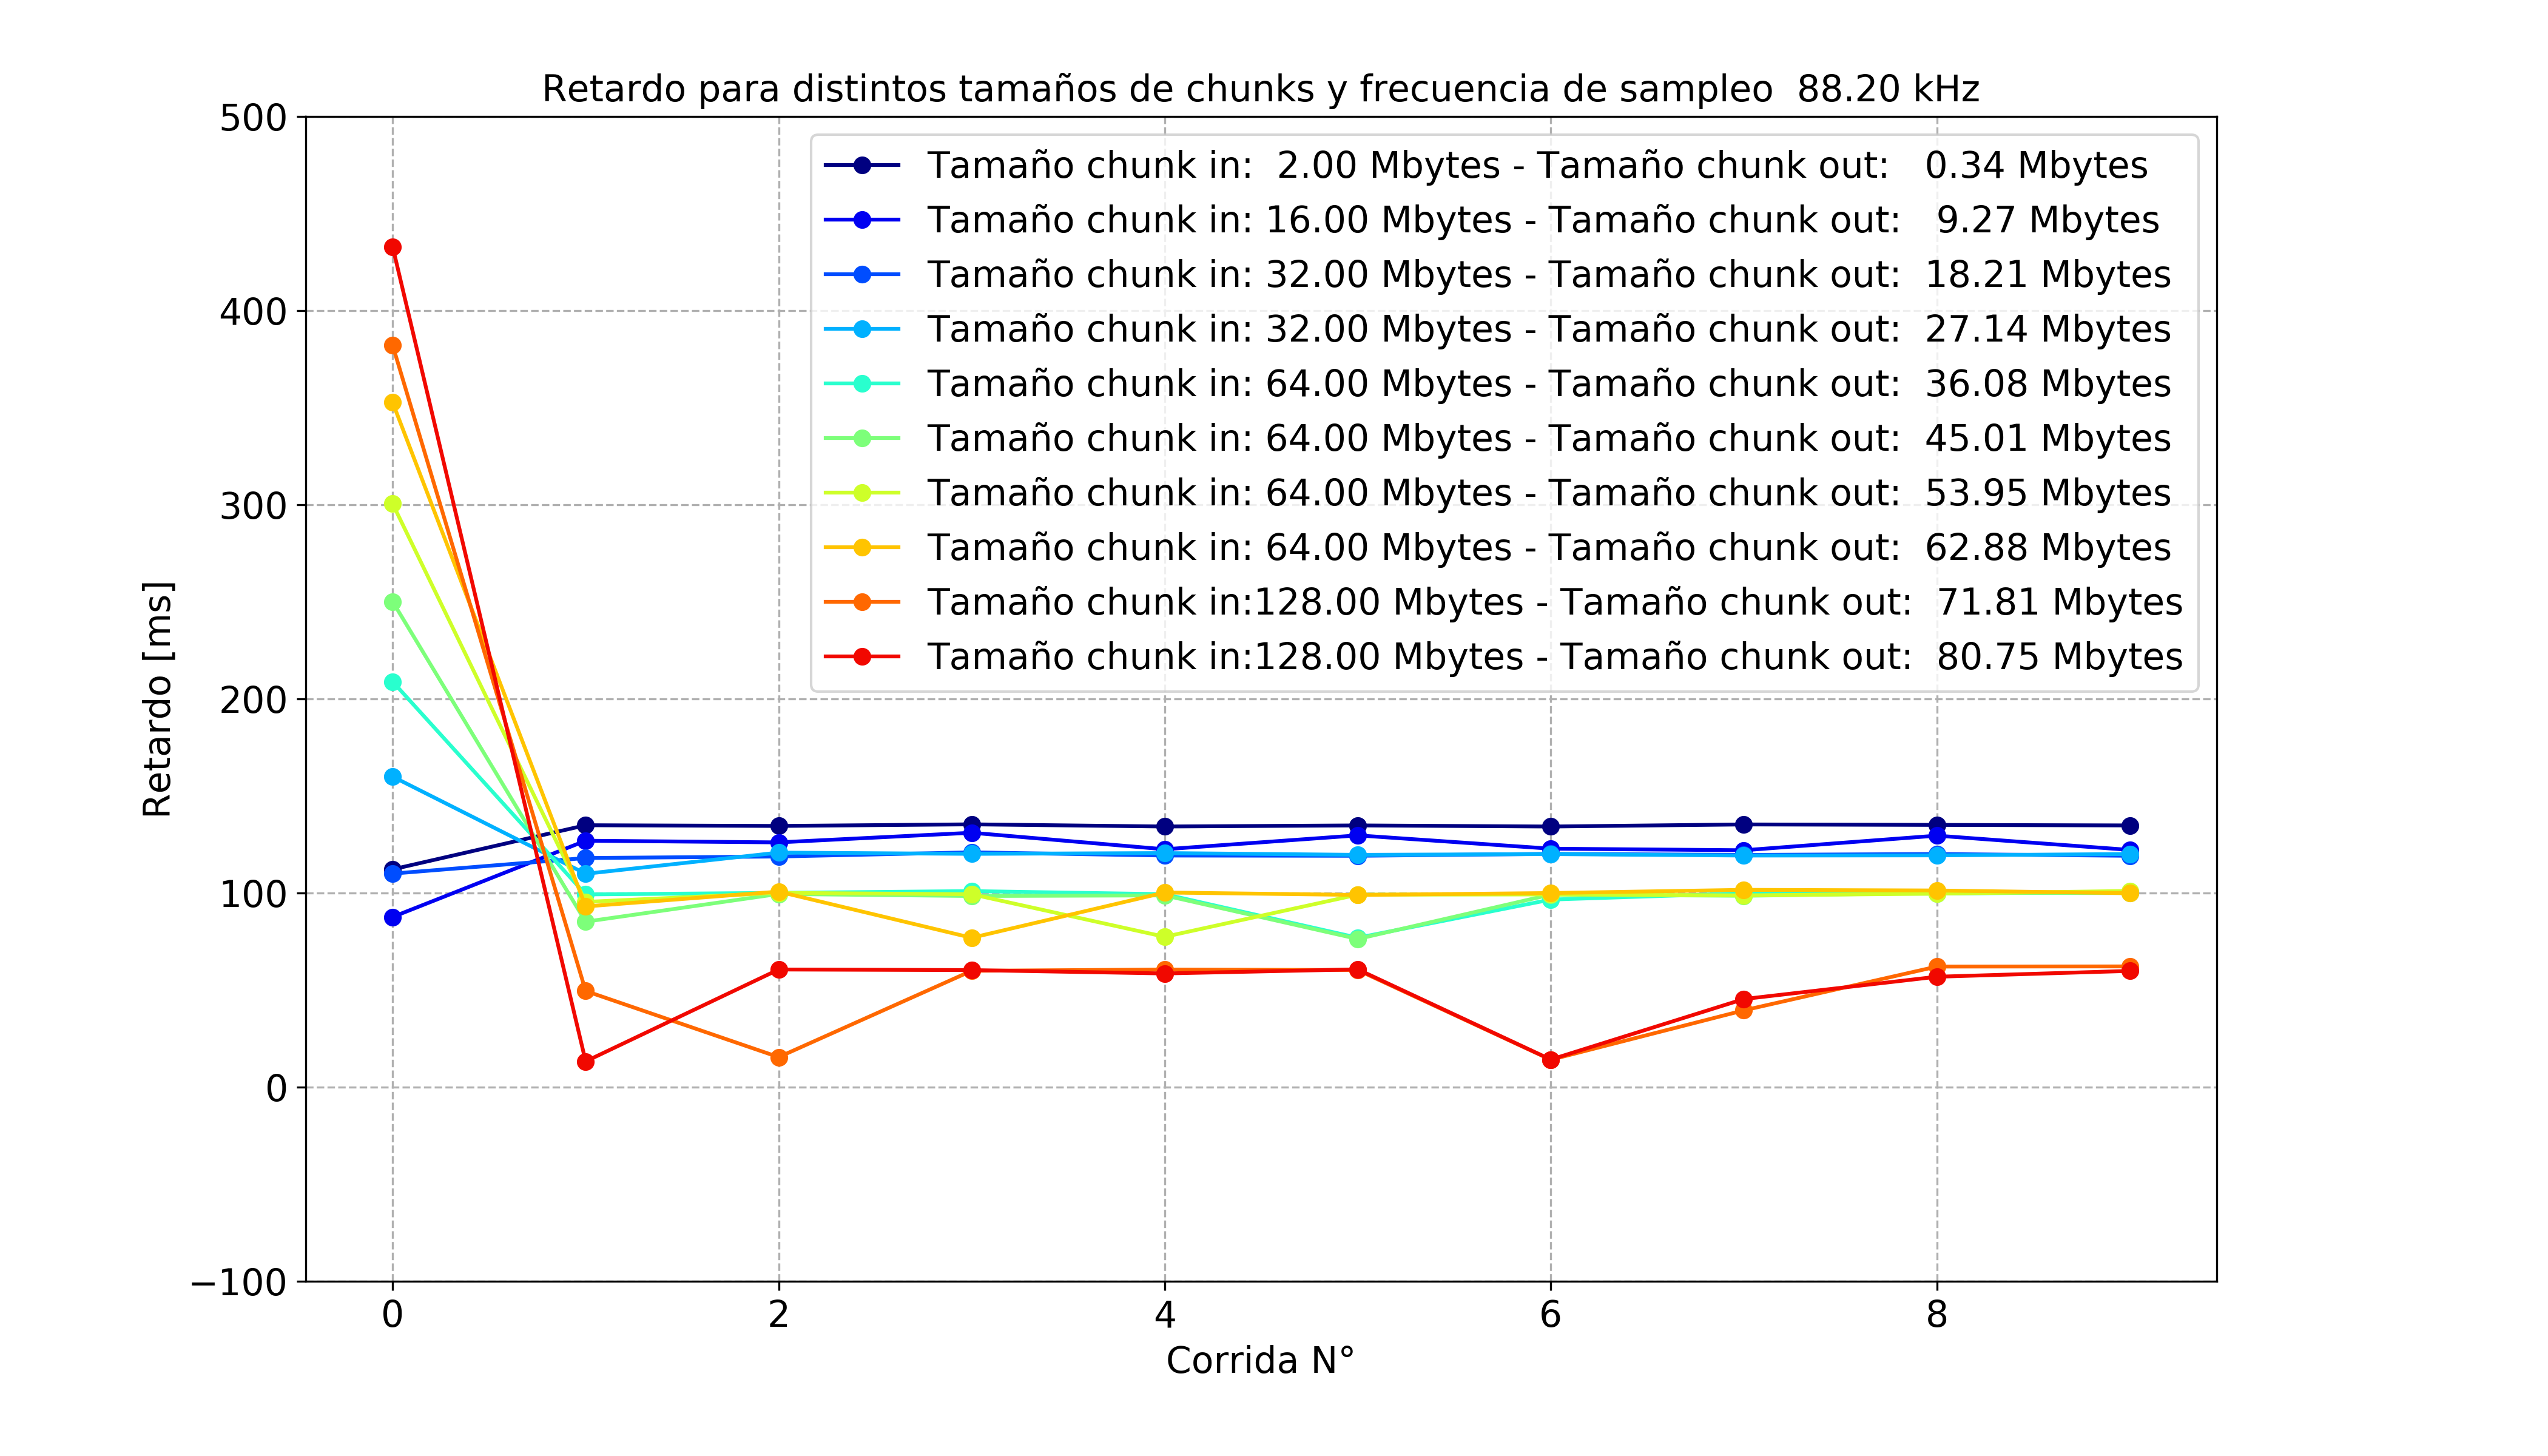 Retardo para distintos tamaños de chunks y frecuencia de sampleo  88.20 kHz
500
400
300
200
100
0
−100
Retardo [ms]
Tamaño chunk in:  2.00 Mbytes - Tamaño chunk out:   0.34 Mbytes
Tamaño chunk in: 16.00 Mbytes - Tamaño chunk out:   9.27 Mbytes
Tamaño chunk in: 32.00 Mbytes - Tamaño chunk out:  18.21 Mbytes
Tamaño chunk in: 32.00 Mbytes - Tamaño chunk out:  27.14 Mbytes
Tamaño chunk in: 64.00 Mbytes - Tamaño chunk out:  36.08 Mbytes
Tamaño chunk in: 64.00 Mbytes - Tamaño chunk out:  45.01 Mbytes
Tamaño chunk in: 64.00 Mbytes - Tamaño chunk out:  53.95 Mbytes
Tamaño chunk in: 64.00 Mbytes - Tamaño chunk out:  62.88 Mbytes
Tamaño chunk in:128.00 Mbytes - Tamaño chunk out:  71.81 Mbytes
Tamaño chunk in:128.00 Mbytes - Tamaño chunk out:  80.75 Mbytes
0 2 4 6 8
Corrida N°